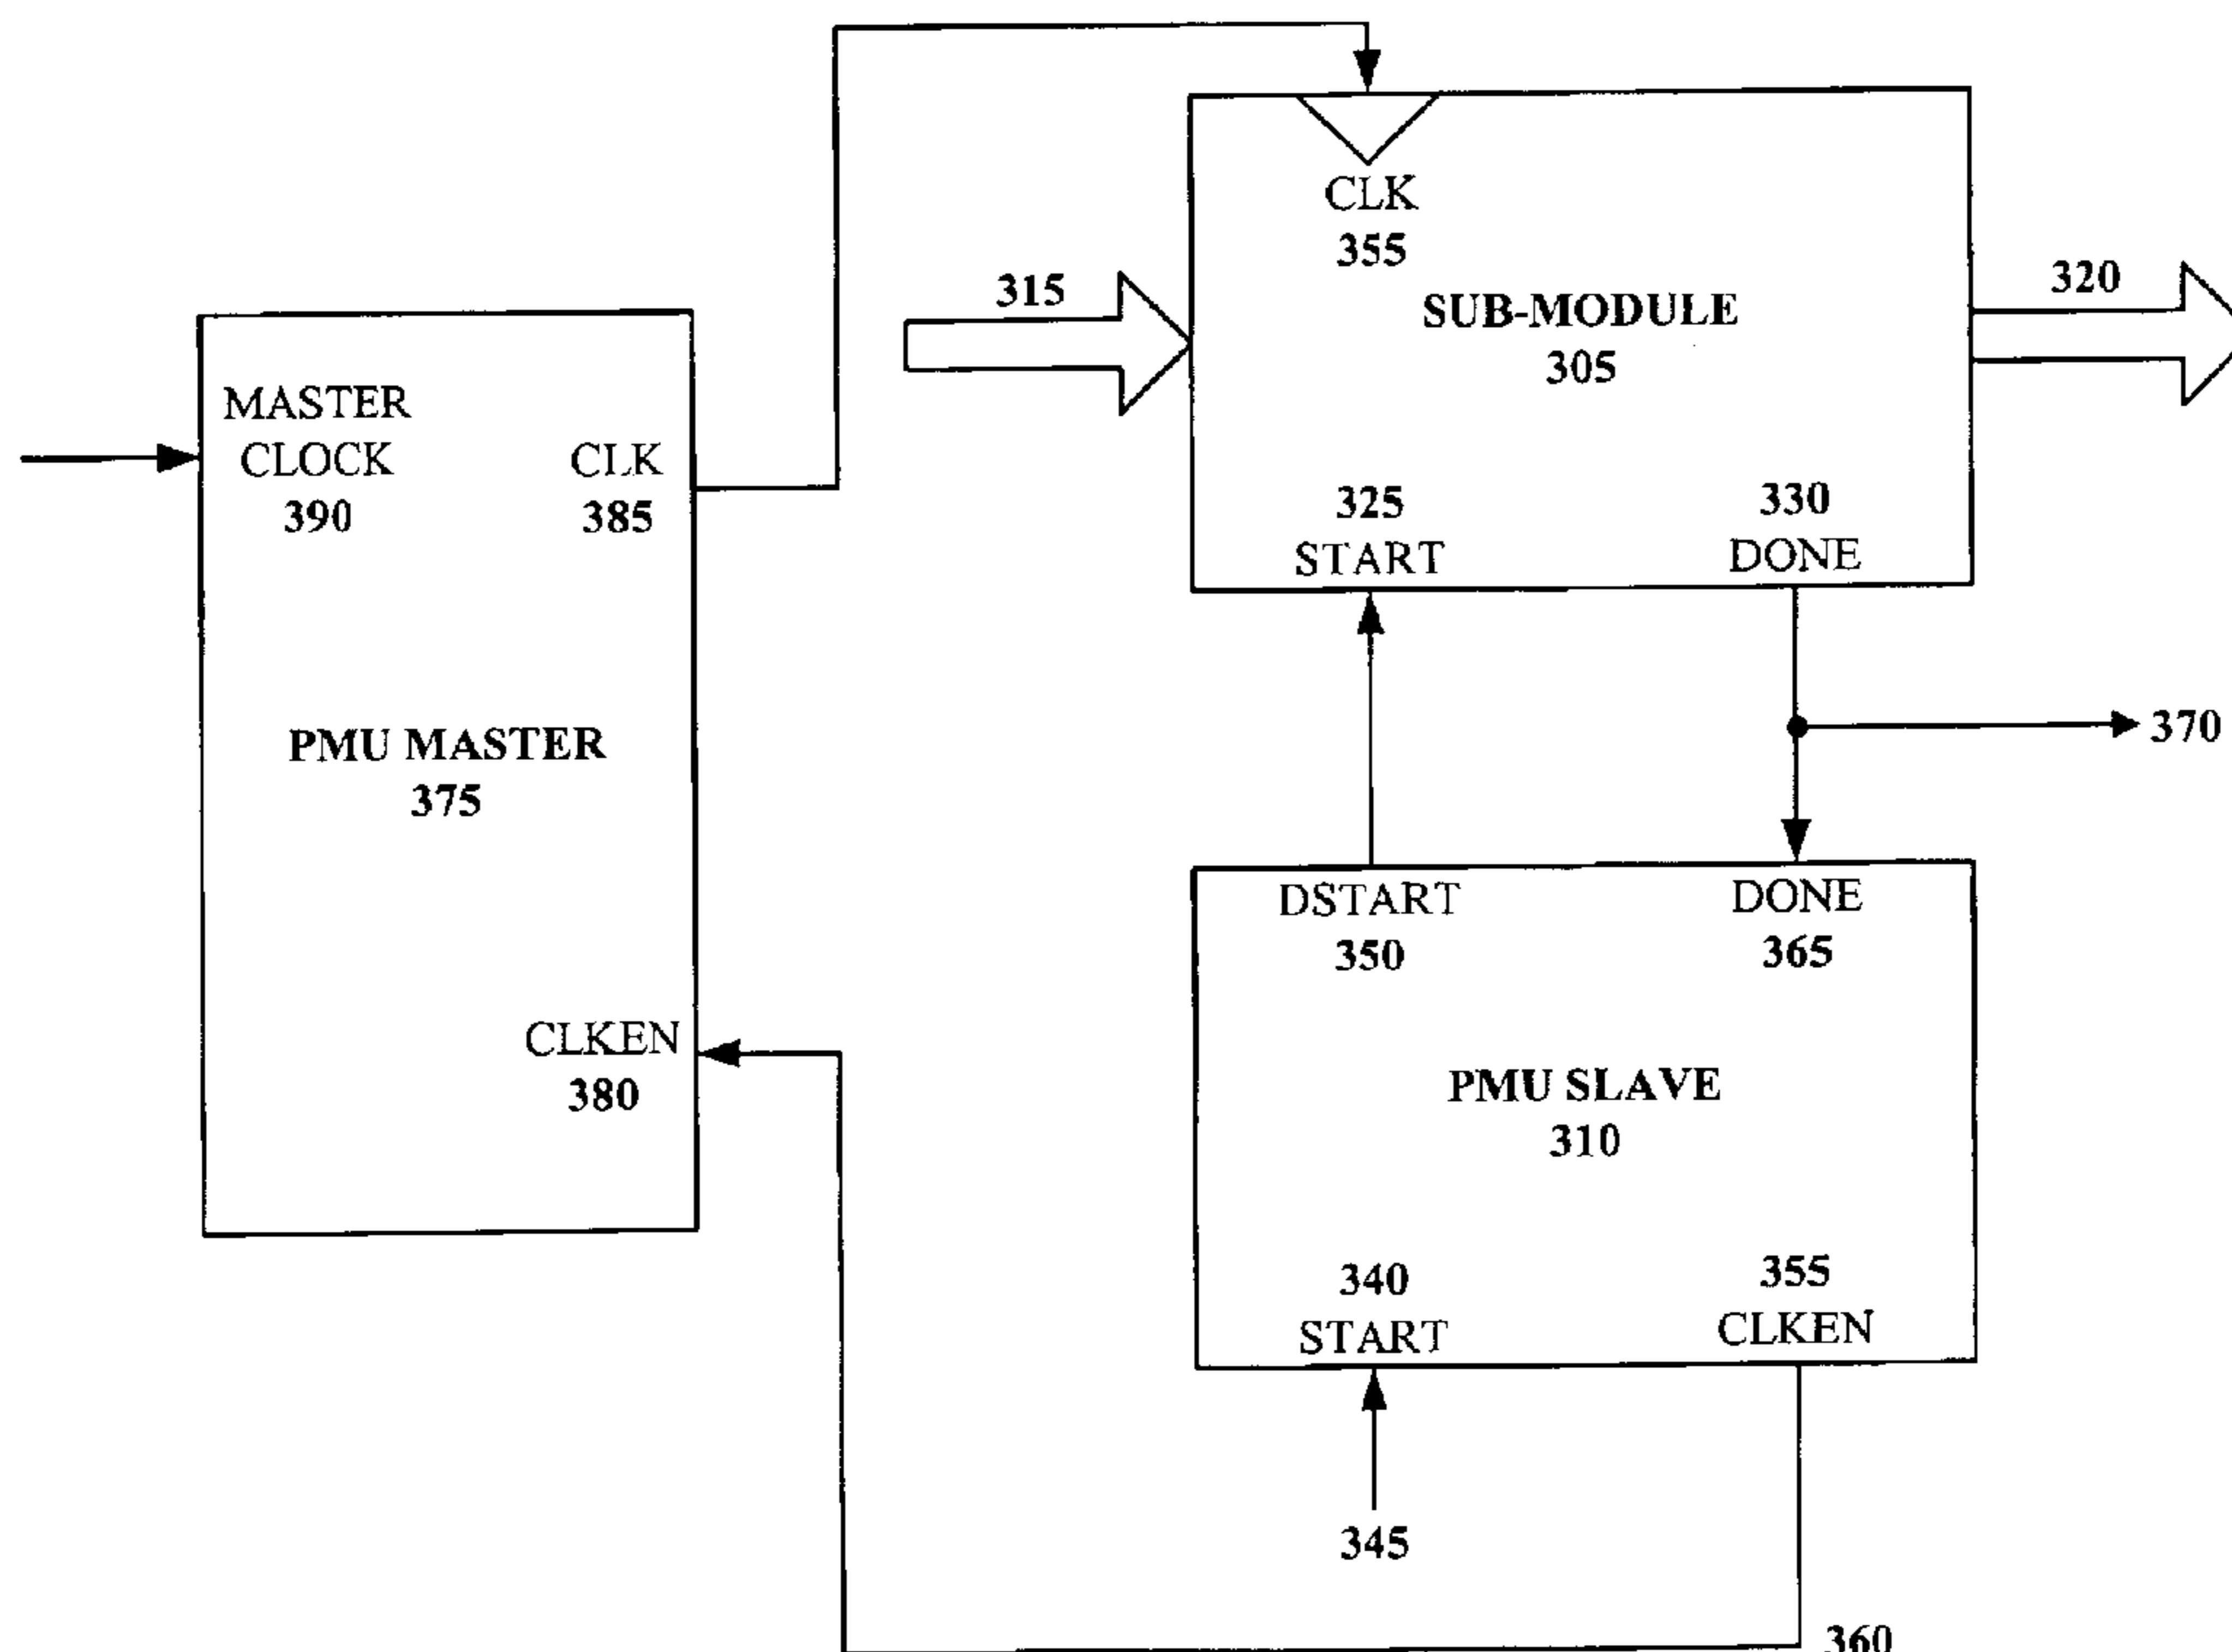 MASTER
CLOCK
390
CLK
385
PMU MASTER
375
CLKEN
380
315
CLK
355
SUB-MODULE
305
320
325
START
330
DONE
370
DSTART
350
DONE
365
PMU SLAVE
310
340
START
355
CLKEN
345
360